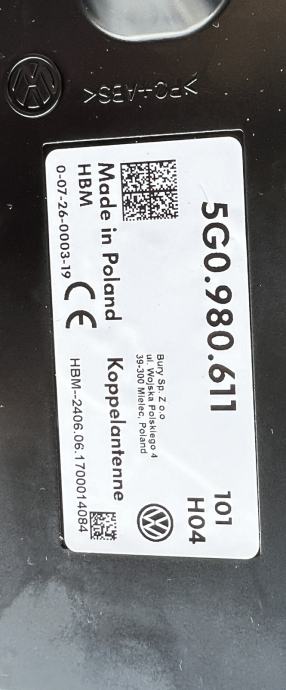 >PC-ABS<
5G0.980.611
101
H04
Bury Sp. Z o.o
ul. Wojska Polskiego 4
39-300 Mielec, Poland
Made in Poland
Koppelantenne
HBM
0-07-26-0003-19
CE
HBM--2406.06.1700014084